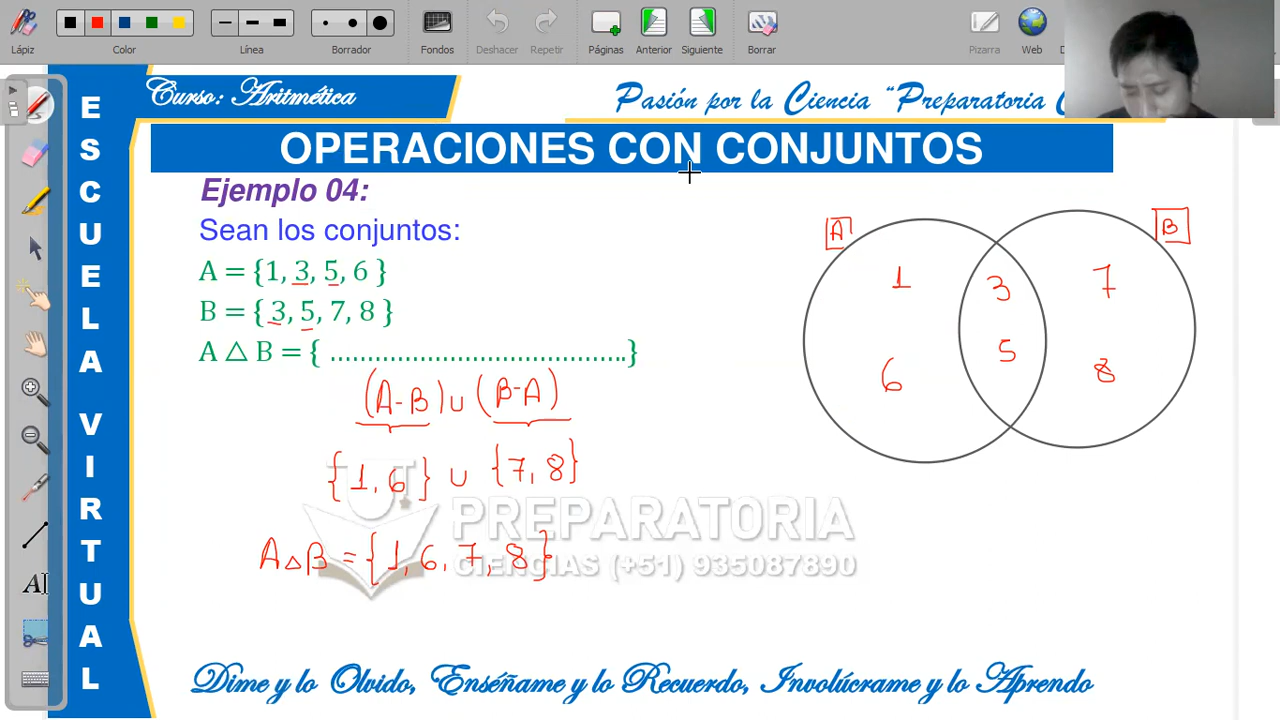 Lápiz Color Línea Borrador Fondos Deshacer Repetir Páginas Anterior Siguiente Borrar Pizarra Web
Curso: Aritmética
Pasión por la Ciencia “Preparatoria
ESCUELA VIRTUAL
OPERACIONES CON CONJUNTOS
Ejemplo 04:
Sean los conjuntos:
A = {1, 3, 5, 6 }
B = { 3, 5, 7, 8 }
A △ B = { ........................................}
(A-B) ∪ (B-A)
{1, 6} ∪ {7, 8}
A△B = {1, 6, 7, 8}
A B
1 3 7
6 5 8
PREPARATORIA
CIENCIAS (+51) 935087890
Dime y lo Olvido, Enséñame y lo Recuerdo, Involúcrame y lo Aprendo